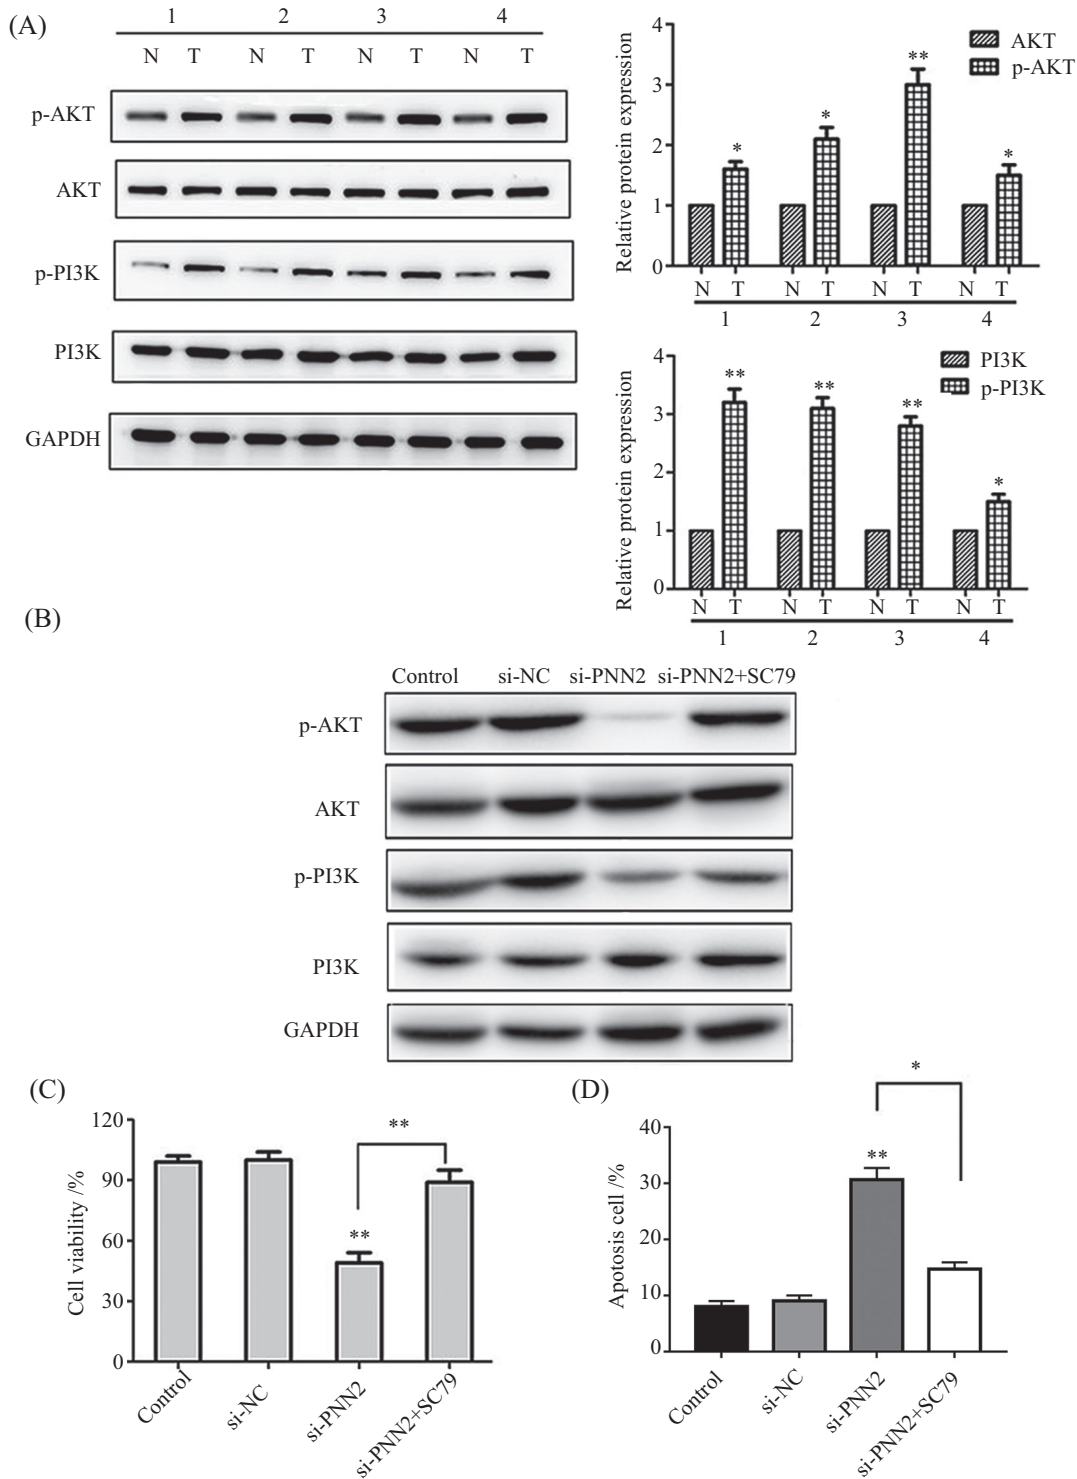 (A)
1 2 3 4
N T N T N T N T
p-AKT
AKT
p-PI3K
PI3K
GAPDH
Relative protein expression
4
3
2
1
0
* * ** *
AKT
p-AKT
N T N T N T N T
1 2 3 4
Relative protein expression
4
3
2
1
0
** ** ** *
PI3K
p-PI3K
N T N T N T N T
1 2 3 4
(B)
Control si-NC si-PNN2 si-PNN2+SC79
p-AKT
AKT
p-PI3K
PI3K
GAPDH
(C)
Cell viability /%
120
90
60
30
0
**
**
Control si-NC si-PNN2 si-PNN2+SC79
(D)
Apotosis cell /%
40
30
20
10
0
*
**
Control si-NC si-PNN2 si-PNN2+SC79